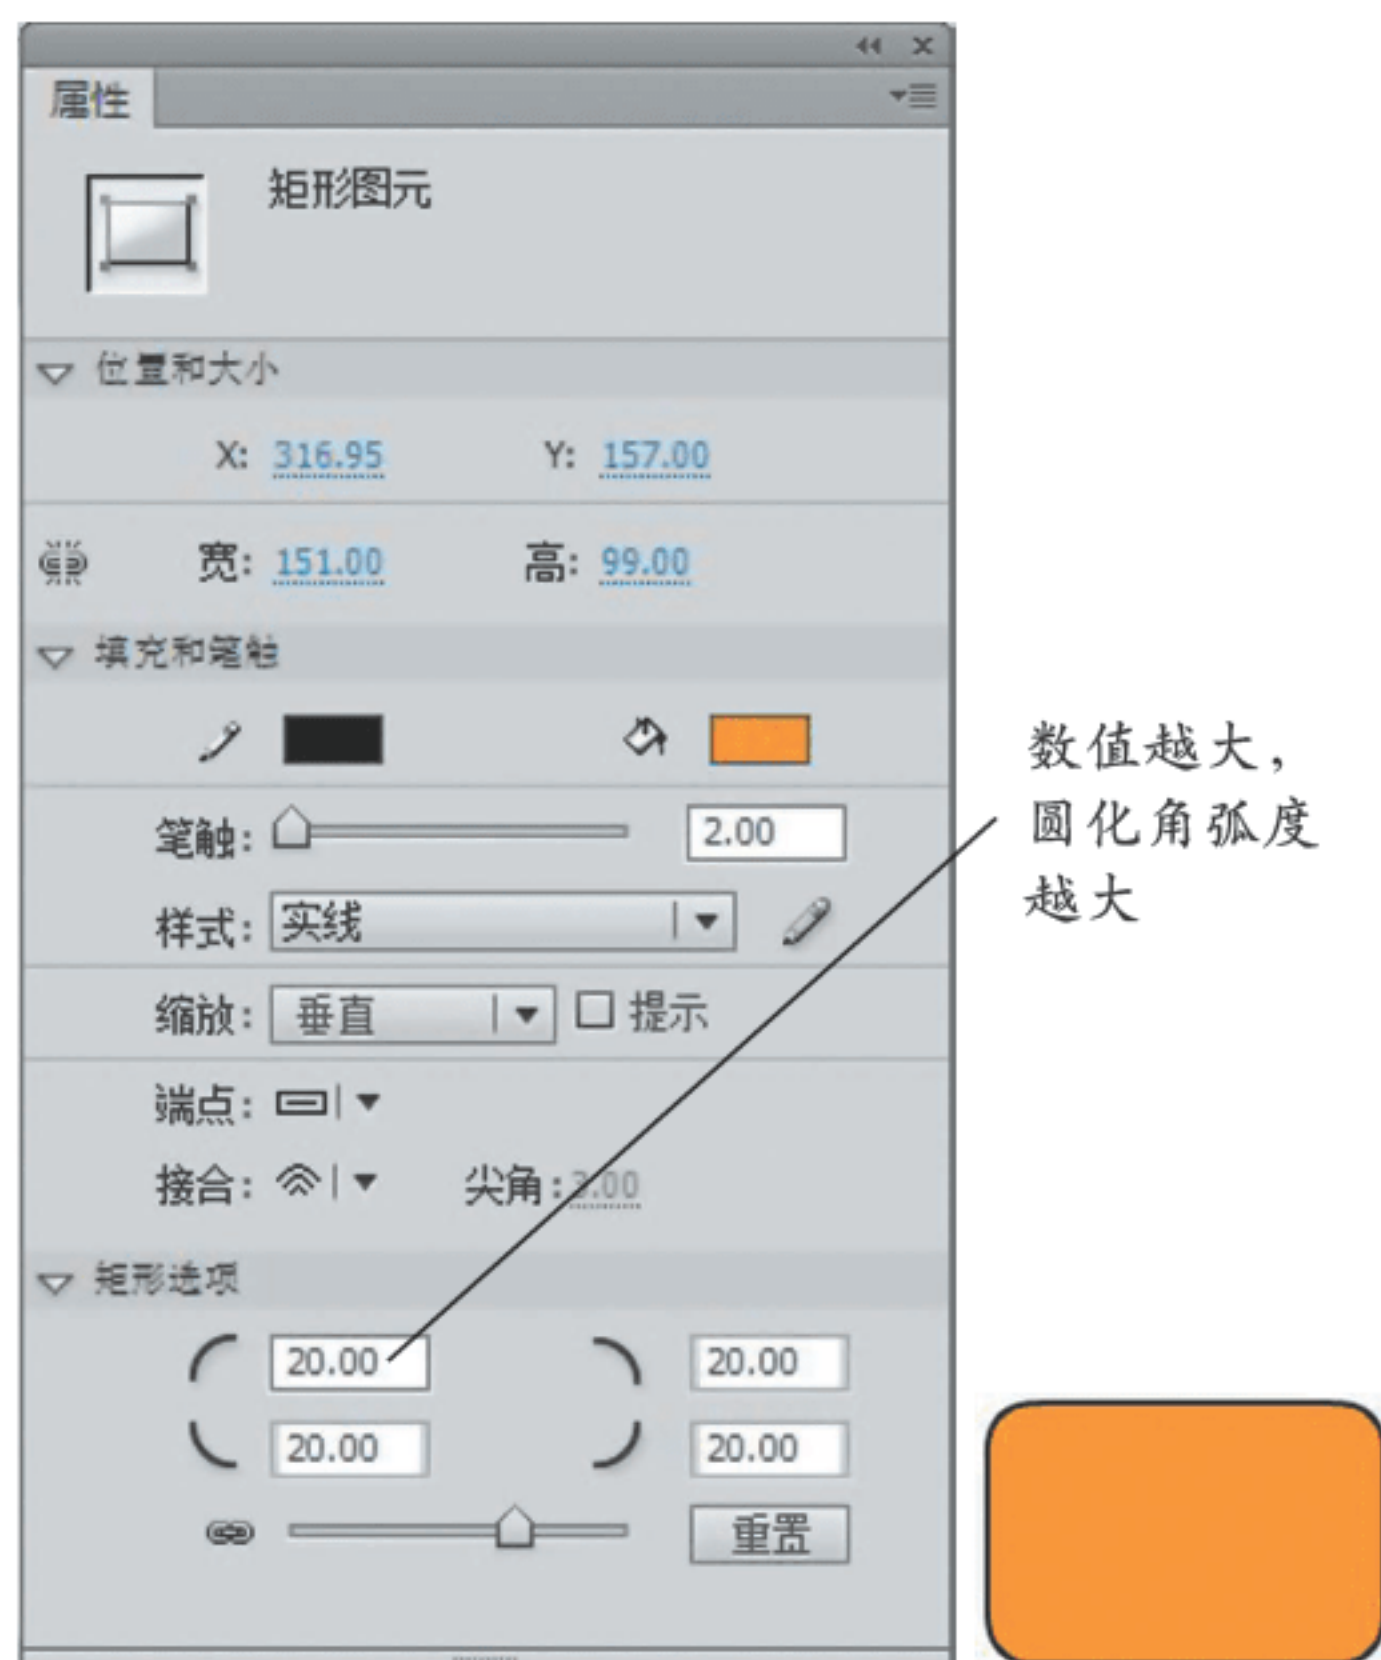 属性
矩形图元
位置和大小
X: 316.95 Y: 157.00
宽: 151.00 高: 99.00
填充和笔触
笔触: 2.00
样式: 实线
缩放: 垂直 提示
端点:
接合: 尖角: 3.00
矩形选项
20.00 20.00
20.00 20.00
重置
数值越大,
圆化角弧度
越大